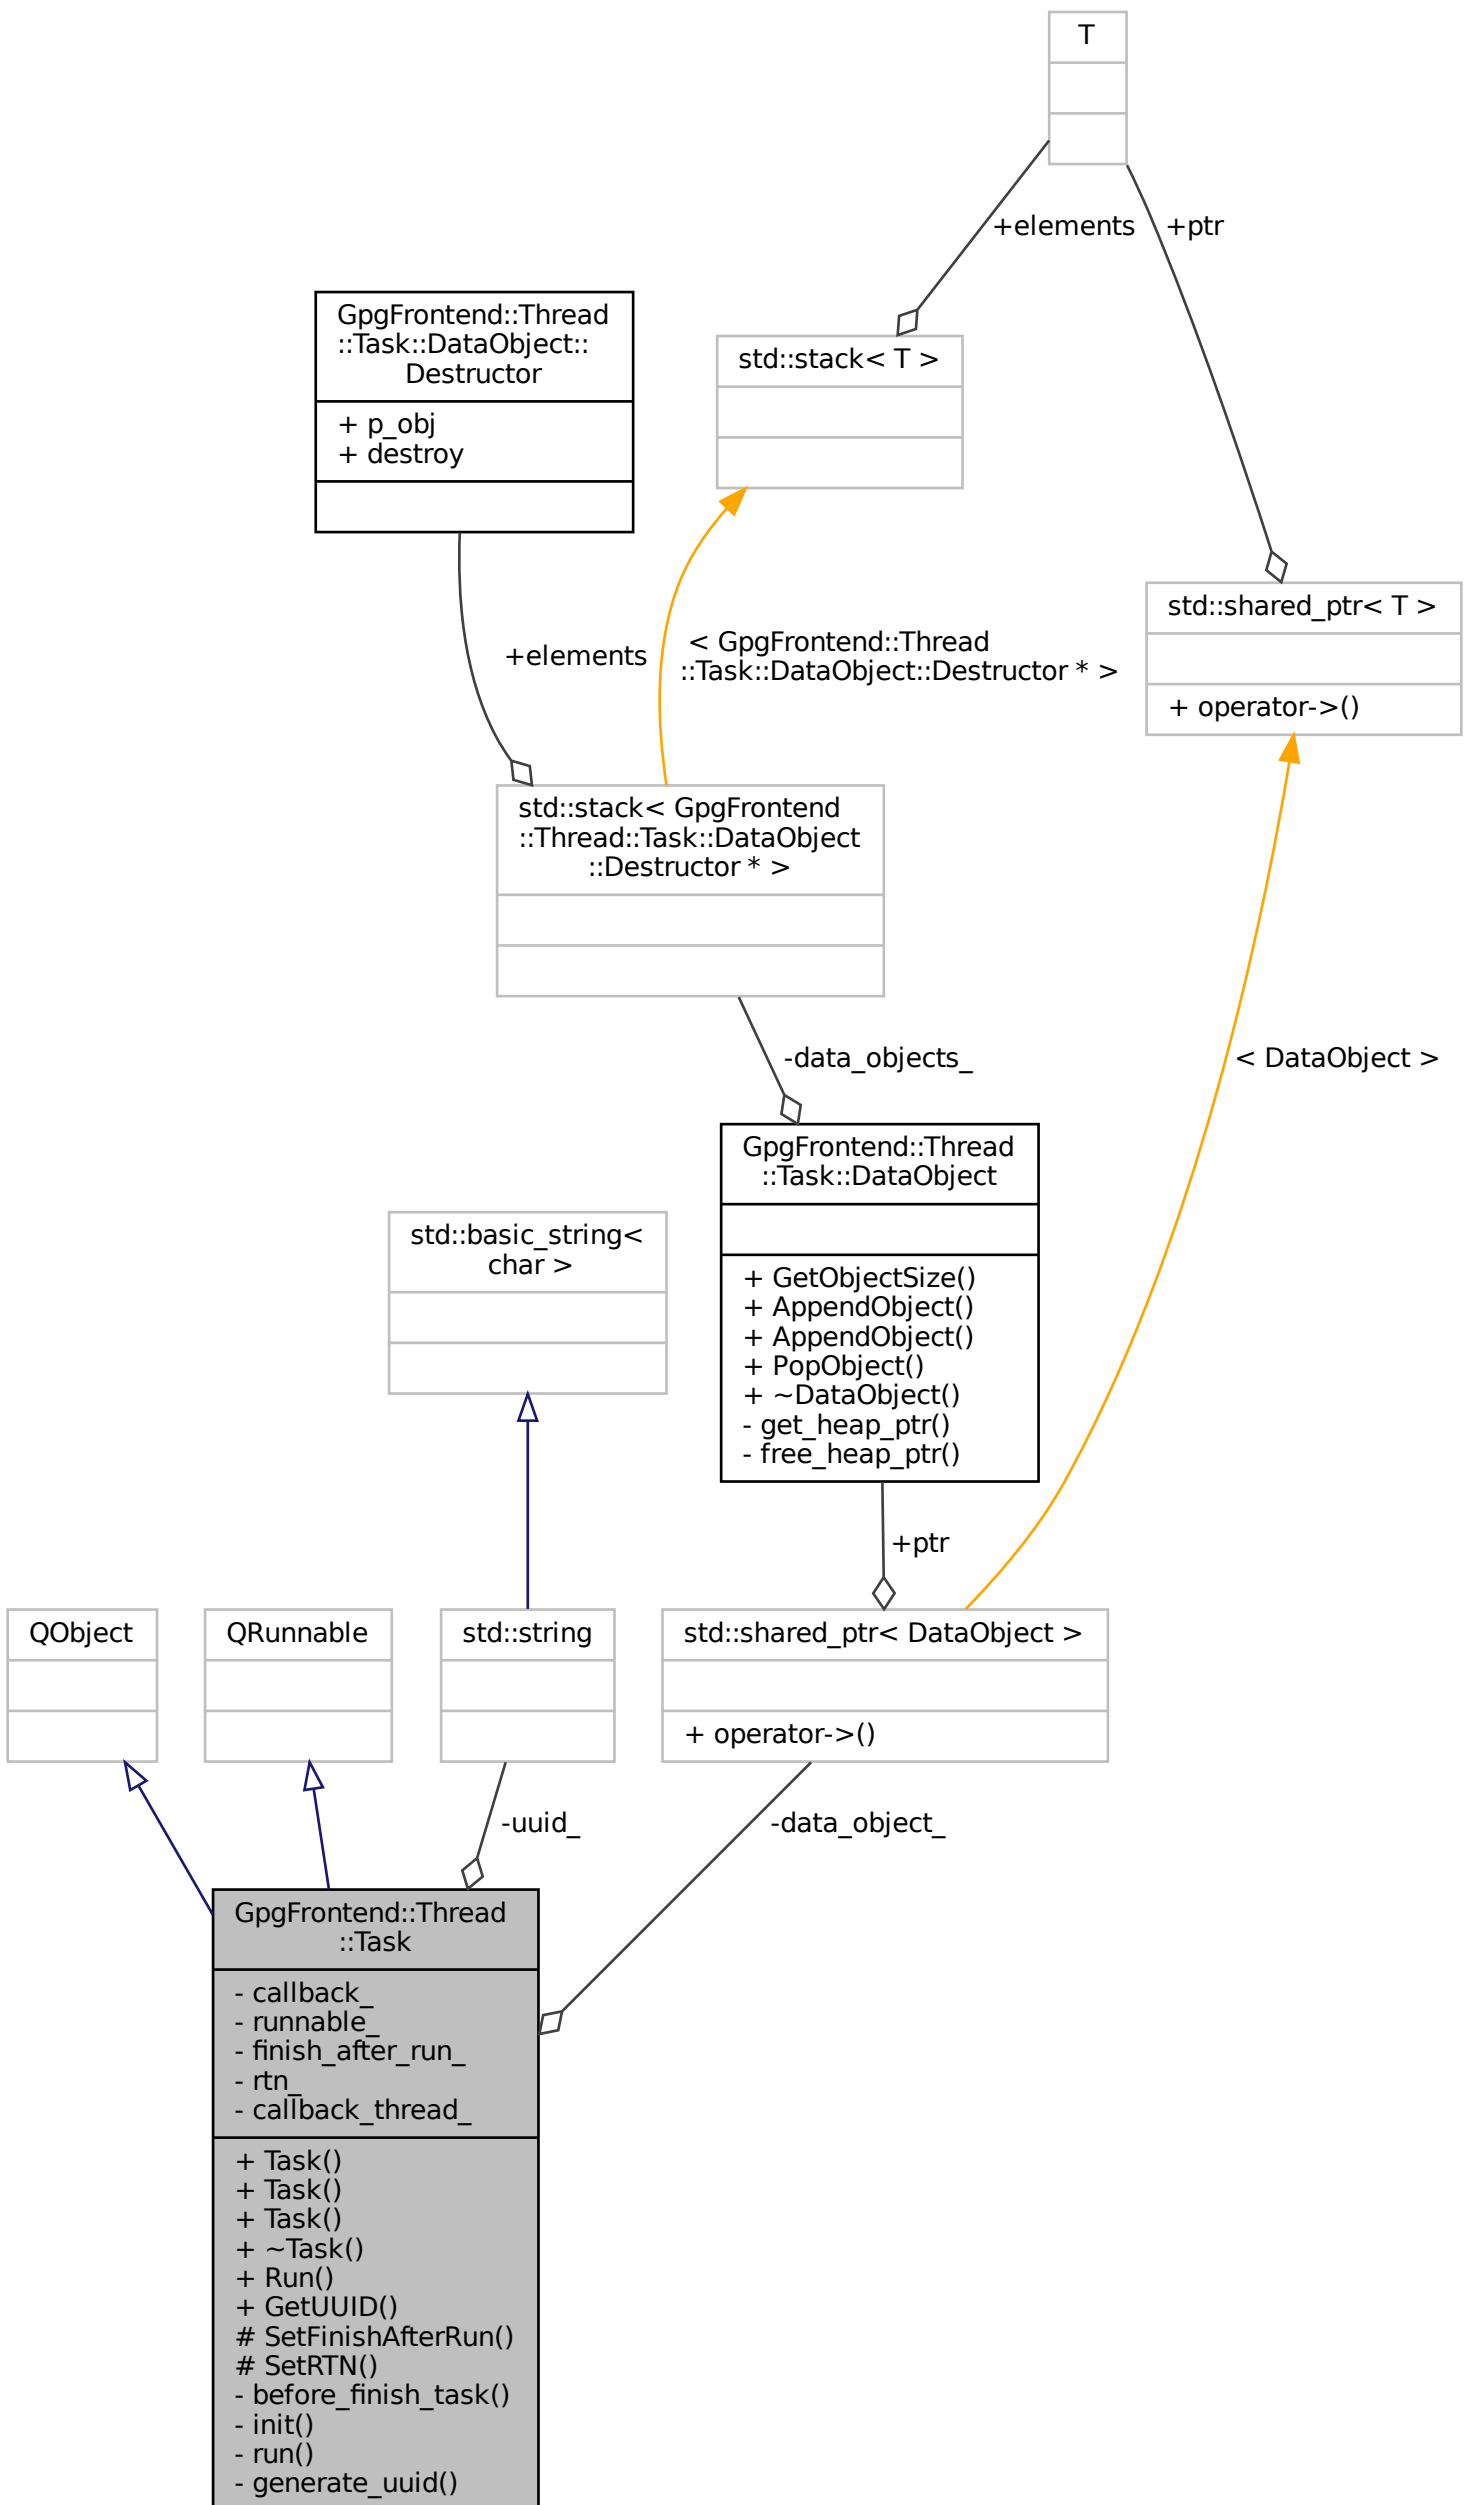 T
+elements
+ptr
GpgFrontend::Thread
::Task::DataObject::
Destructor
+ p_obj
+ destroy
std::stack< T >
std::shared_ptr< T >
+ operator->()
+elements
< GpgFrontend::Thread
::Task::DataObject::Destructor * >
std::stack< GpgFrontend
::Thread::Task::DataObject
::Destructor * >
-data_objects_
< DataObject >
GpgFrontend::Thread
::Task::DataObject
+ GetObjectSize()
+ AppendObject()
+ AppendObject()
+ PopObject()
+ ~DataObject()
- get_heap_ptr()
- free_heap_ptr()
std::basic_string<
char >
+ptr
QObject
QRunnable
std::string
std::shared_ptr< DataObject >
+ operator->()
-uuid_
-data_object_
GpgFrontend::Thread
::Task
- callback_
- runnable_
- finish_after_run_
- rtn_
- callback_thread_
+ Task()
+ Task()
+ Task()
+ ~Task()
+ Run()
+ GetUUID()
# SetFinishAfterRun()
# SetRTN()
- before_finish_task()
- init()
- run()
- generate_uuid()